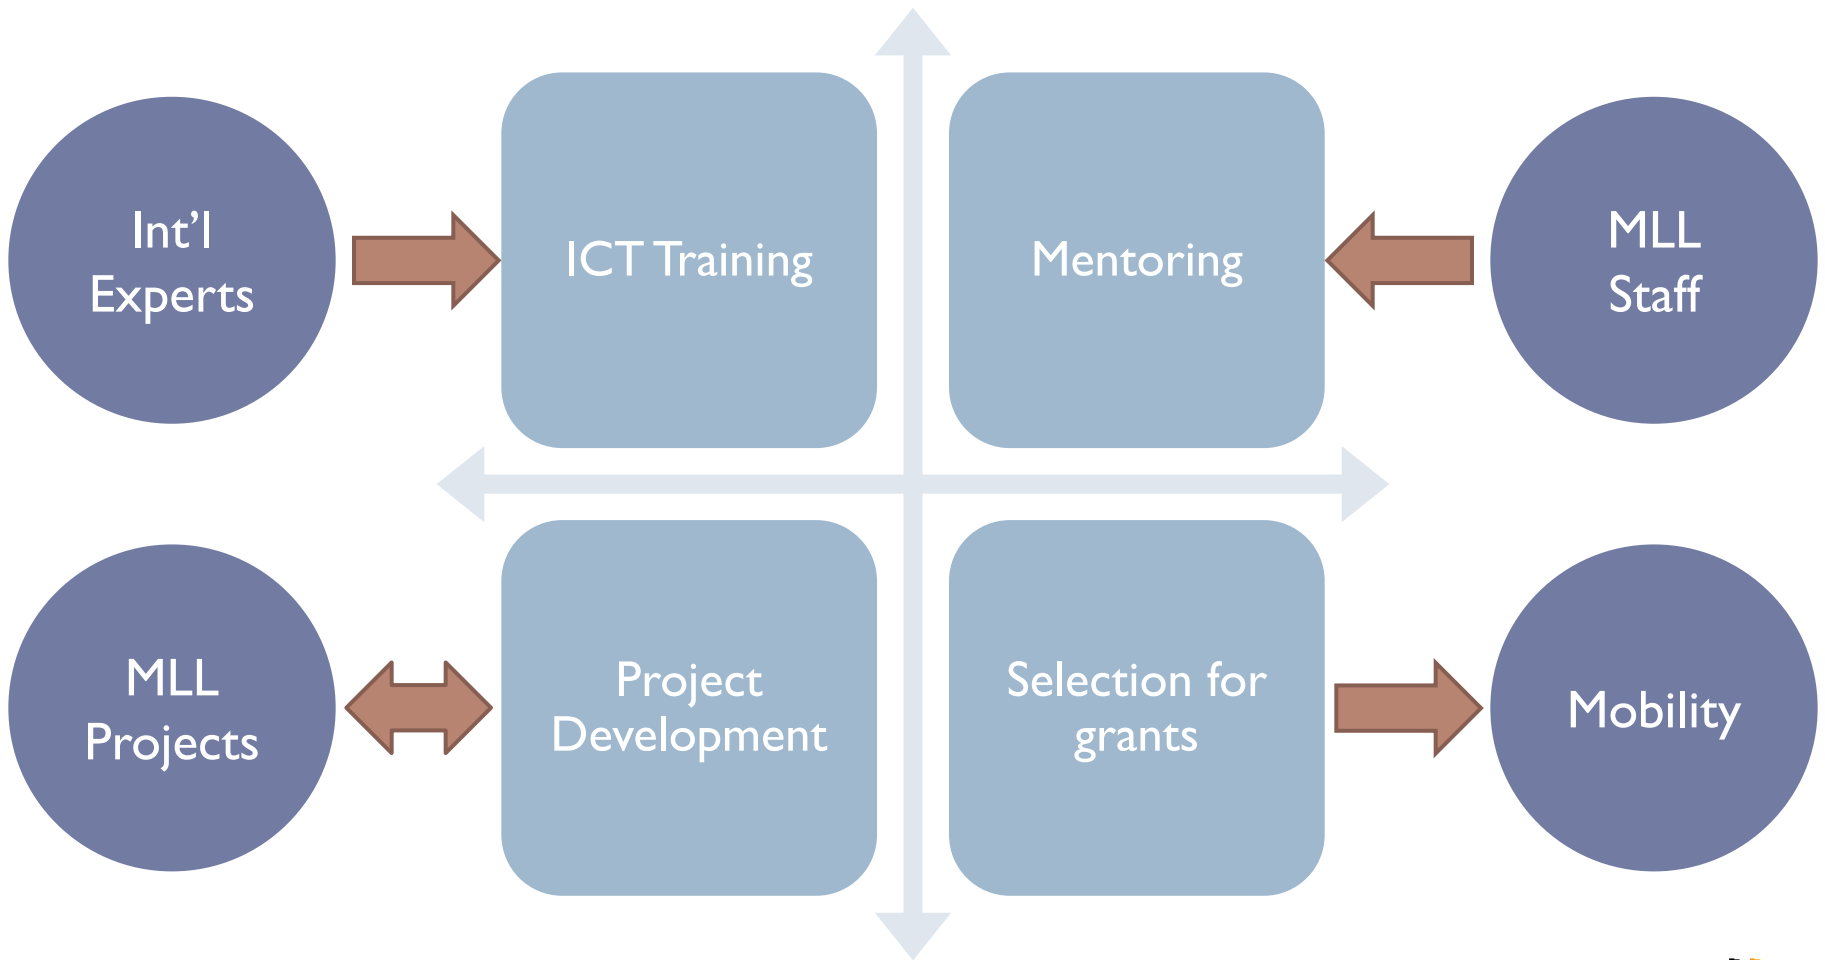 Int'l
Experts
ICT Training
Mentoring
MLL
Staff
MLL
Projects
Project
Development
Selection for
grants
Mobility